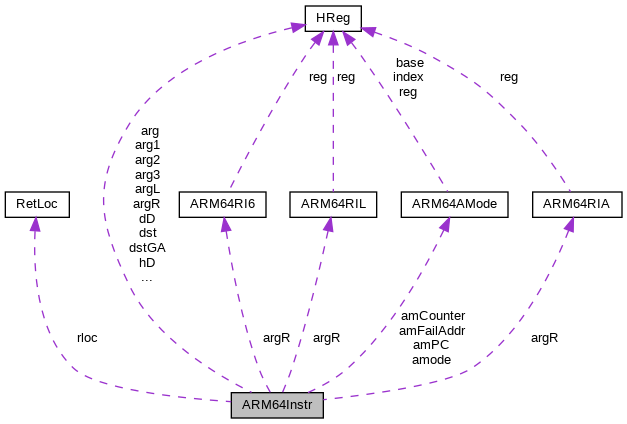 HReg
reg
reg
base
index
reg
reg
arg
arg1
arg2
arg3
argL
argR
dD
dst
dstGA
hD
...
RetLoc
ARM64RI6
ARM64RIL
ARM64AMode
ARM64RIA
rloc
argR
argR
amCounter
amFailAddr
amPC
amode
argR
ARM64Instr